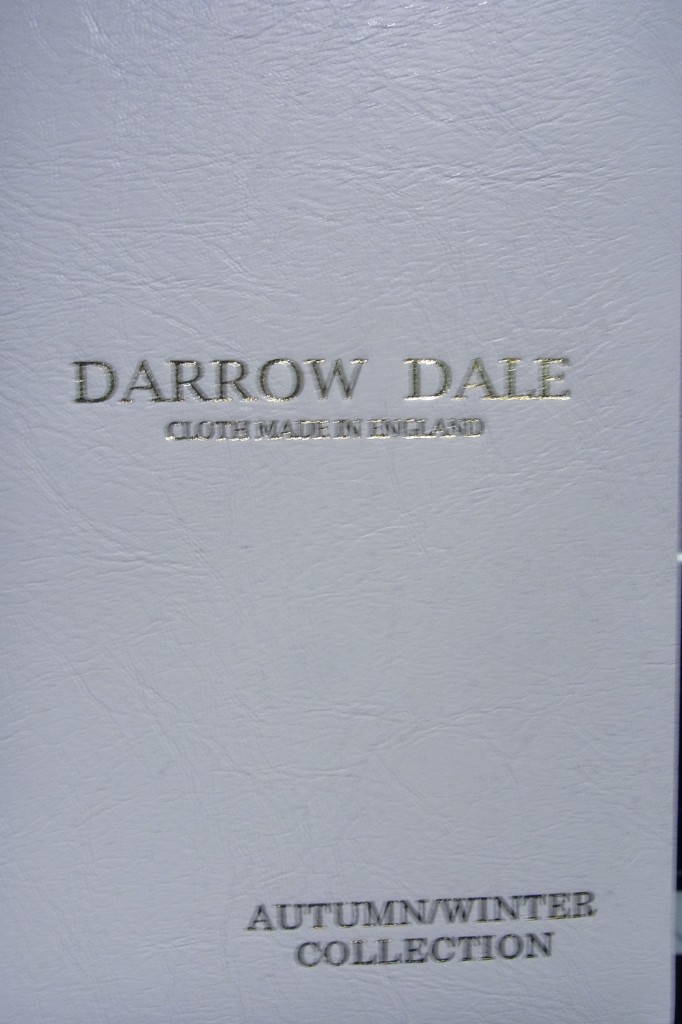 DARROW DALE
CLOTH MADE IN ENGLAND
AUTUMN/WINTER
COLLECTION